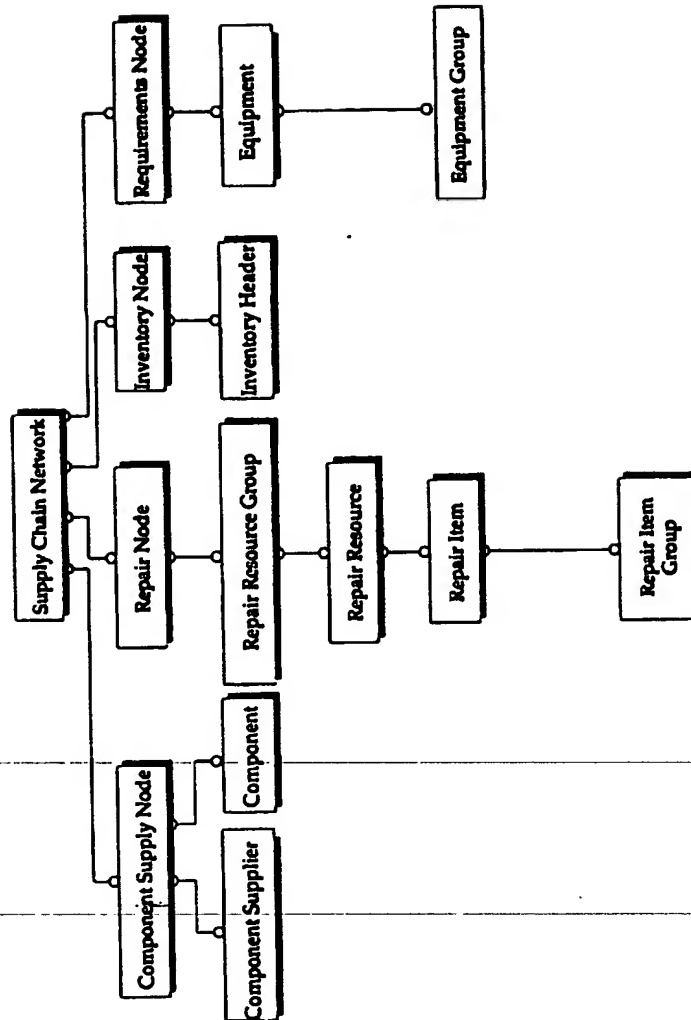 Supply Chain Network
Component Supply Node
Repair Node
Inventory Node
Requirements Node
Component Supplier
Component
Repair Resource Group
Inventory Header
Equipment
Repair Resource
Repair Item
Equipment Group
Repair Item
Group